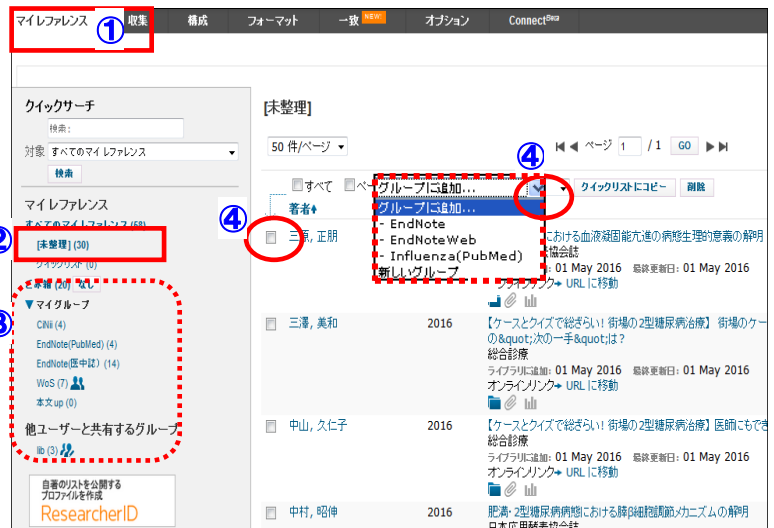 マイレファレンス 収集 構成 フォーマット 一致 NEW! オプション Connect Beta
①
クイックサーチ
検索:
対象 すべてのマイレファレンス
検索
マイレファレンス
すべてのマイレファレンス (58)
②
[未整理] (30)
クイックリスト (0)
ごみ箱 (20) なし
③
▼マイグループ
CiNii (4)
EndNote(PubMed) (4)
EndNote(医中誌) (14)
WoS (7)
本文up (0)
他ユーザーと共有するグループ
lib (3)
自著のリストを公開する
プロファイルを作成
ResearcherID
[未整理]
50 件/ページ
ページ 1 / 1 GO
④
すべて グループに追加... クイックリストにコピー 削除
著者
グループに追加...
- EndNote
- EndNoteWeb
- Influenza(PubMed)
新しいグループ
④
三原, 正朋
における血液凝固能亢進の病態生理的意義の解明
協会誌
: 01 May 2016 最終更新日: 01 May 2016
URL に移動
三澤, 美和 2016 【ケースとクイズで総ざらい! 街場の2型糖尿病治療】 街場のケー
の&quot;次の一手&quot;は?
総合診療
ライブラリに追加: 01 May 2016 最終更新日: 01 May 2016
オンラインリンク→ URL に移動
中山, 久仁子 2016 【ケースとクイズで総ざらい! 街場の2型糖尿病治療】 医師にもでき
総合診療
ライブラリに追加: 01 May 2016 最終更新日: 01 May 2016
オンラインリンク→ URL に移動
中村, 昭伸 2016 肥満・2型糖尿病病態における膵β細胞調節メカニズムの解明
日本応用酵素協会誌